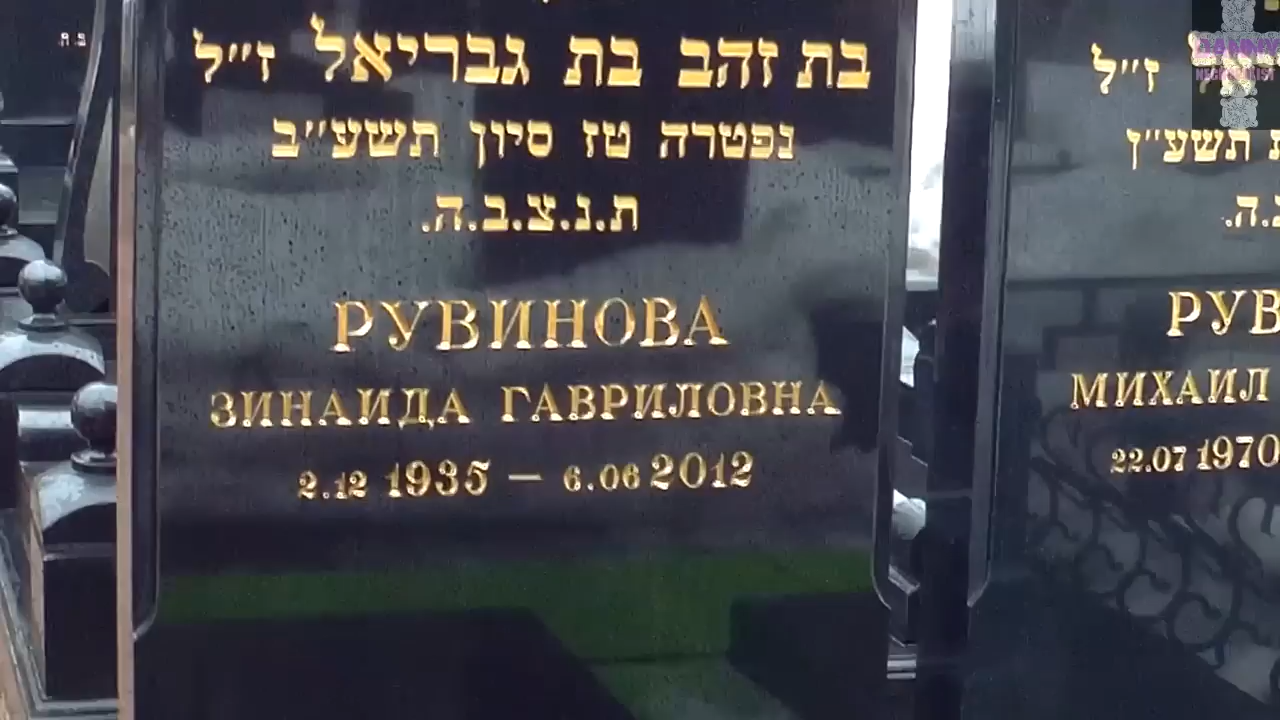 בת זהב בת גבריאל ז״ל
נפטרה טז סיון תשע״ב
ת.נ.צ.ב.ה.
РУВИНОВА
ЗИНАИДА ГАВРИЛОВНА
2.12 1935 – 6.06 2012
ז״ל
תשע״ץ
ב.ה.
РУВ
МИХАИЛ
22.07 1970